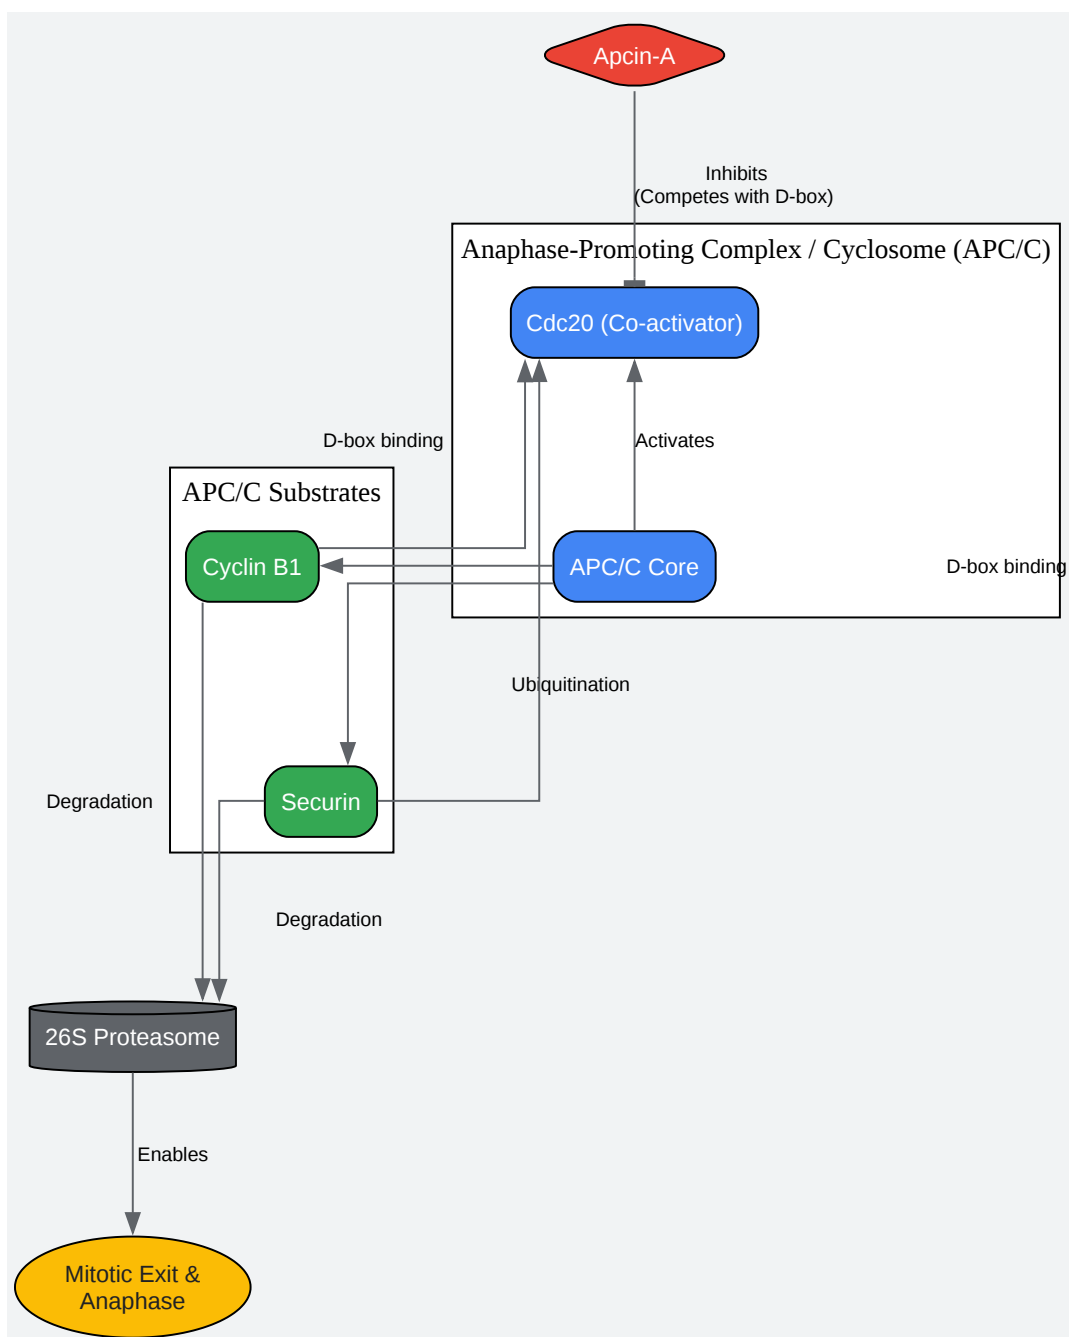 Apcin-A
Inhibits
(Competes with D-box)
Anaphase-Promoting Complex / Cyclosome (APC/C)
Cdc20 (Co-activator)
D-box binding
Activates
APC/C Substrates
Cyclin B1
APC/C Core
D-box binding
Ubiquitination
Degradation
Securin
Degradation
26S Proteasome
Enables
Mitotic Exit &
Anaphase